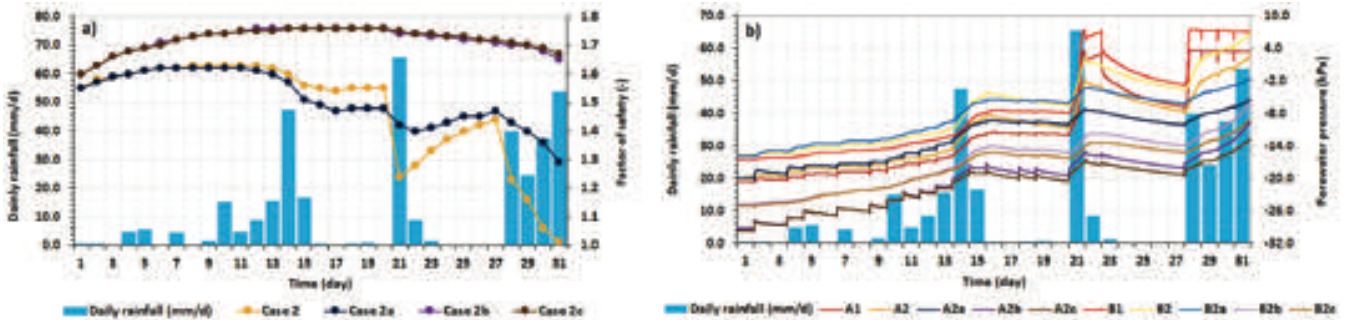 a)
Dainly rainfall (mm/d)
80.0
70.0
60.0
50.0
40.0
30.0
20.0
10.0
0.0
1.8
1.7
1.6
1.5
1.4
1.3
1.2
1.1
1.0
Factor of safety (-)
1 3 5 7 9 11 13 15 17 19 21 23 25 27 29 31
Time (day)
Daily rainfall (mm/d) Case 2 Case 2a Case 2b Case 2c
b)
Dainly rainfall (mm/d)
70.0
60.0
50.0
40.0
30.0
20.0
10.0
0.0
10.0
4.0
-2.0
-8.0
-14.0
-20.0
-26.0
-32.0
Porewater pressure (kPa)
1 3 5 7 9 11 13 15 17 19 21 23 25 27 29 31
Time (day)
Daily rainfall (mm/d) A1 A2 A2a A2b A2c B1 B2 B2a B2b B2c